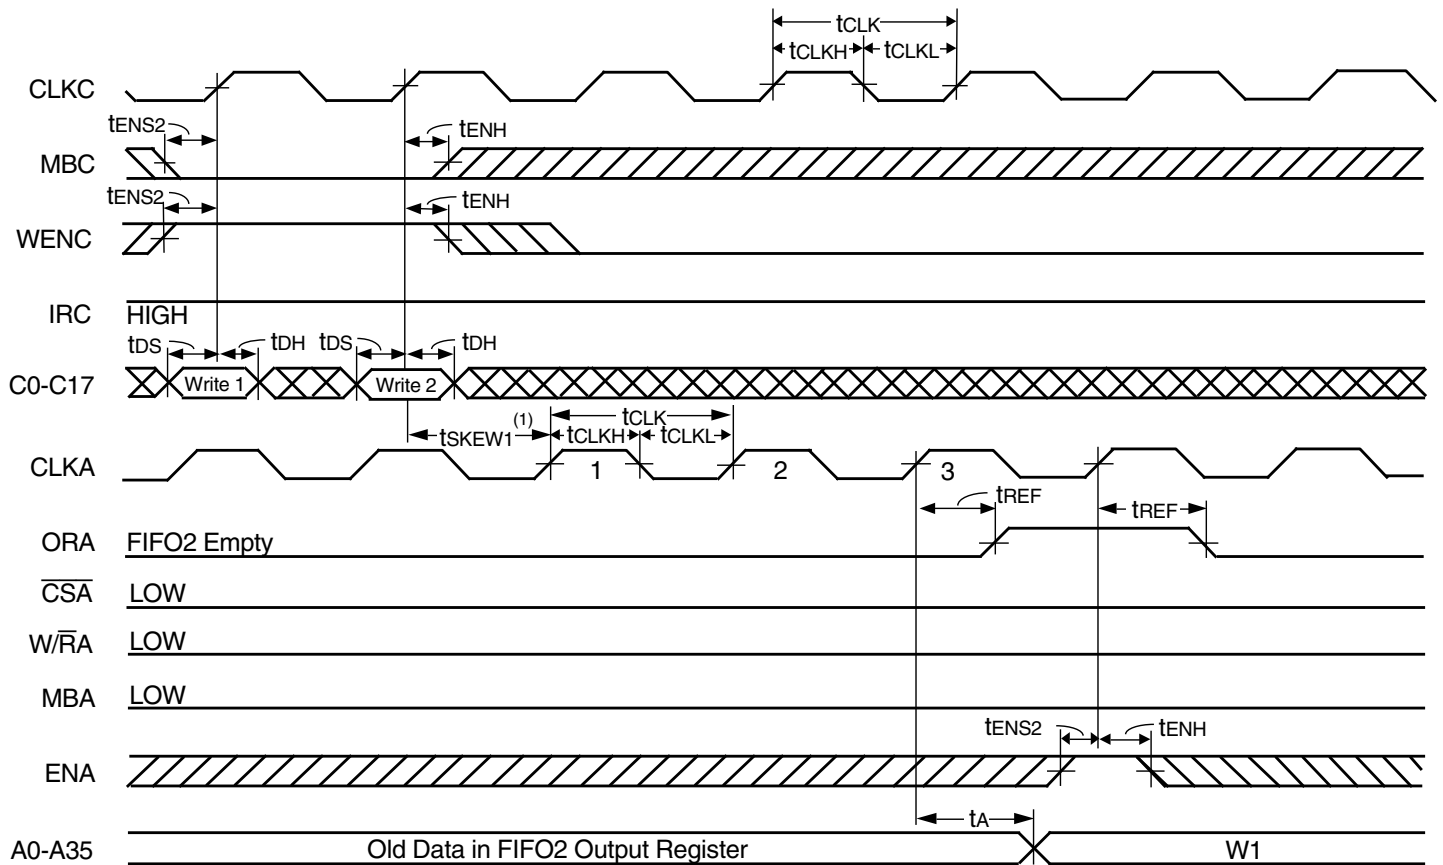 tCLK
tCLKH tCLKL
CLKC
tENS2 tENH
MBC
tENS2 tENH
WENC
IRC HIGH
tDS tDH tDS tDH
C0-C17 Write 1 Write 2
tSKEW1(1) tCLK
tCLKH tCLKL
CLKA 1 2 3
tREF tREF
ORA FIFO2 Empty
CSA LOW
W/RA LOW
MBA LOW
tENS2 tENH
ENA
tA
A0-A35 Old Data in FIFO2 Output Register W1